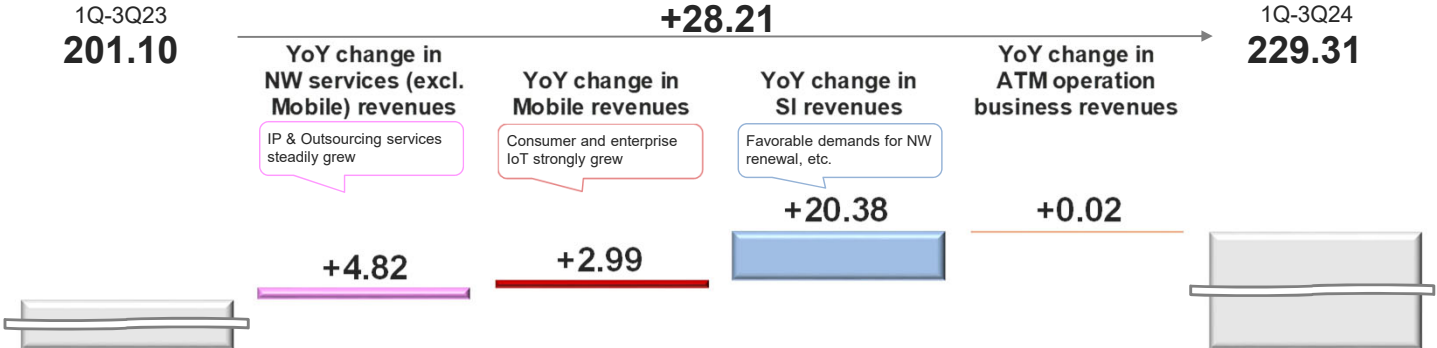 1Q-3Q23
201.10
+28.21
1Q-3Q24
229.31
YoY change in
NW services (excl.
Mobile) revenues
IP & Outsourcing services
steadily grew
+4.82
YoY change in
Mobile revenues
Consumer and enterprise
IoT strongly grew
+2.99
YoY change in
SI revenues
Favorable demands for NW
renewal, etc.
+20.38
YoY change in
ATM operation
business revenues
+0.02